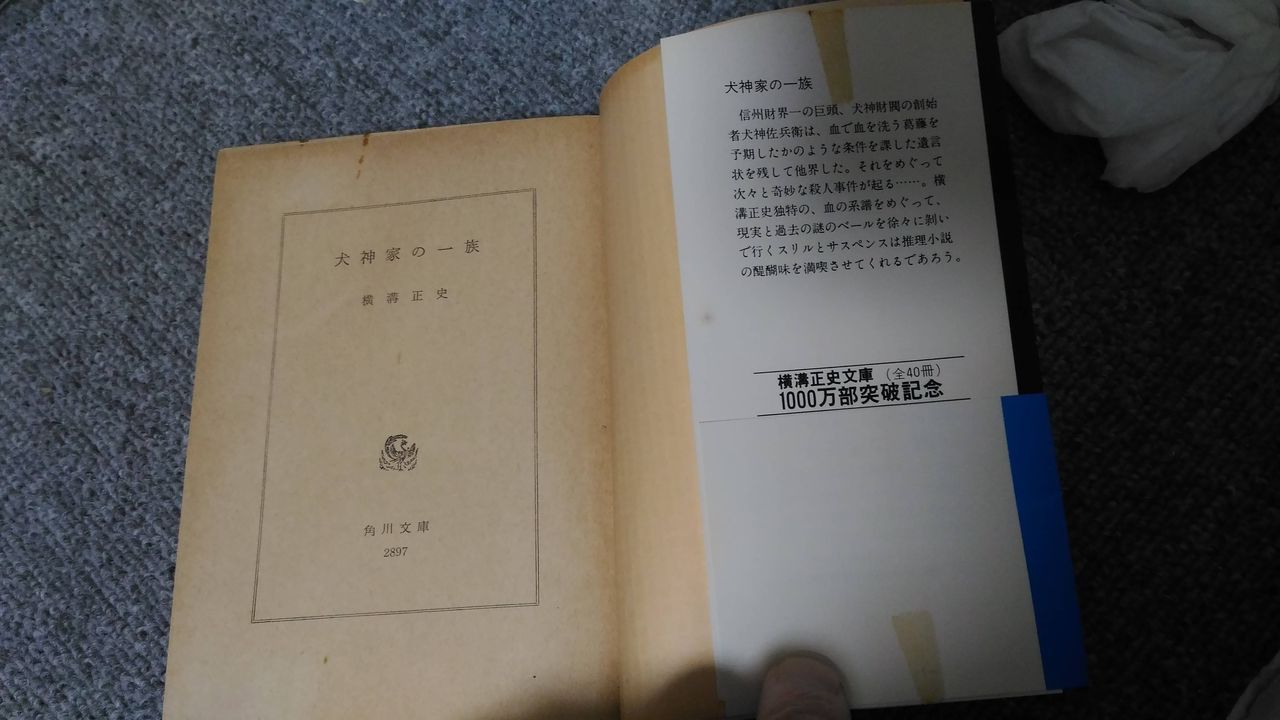 犬神家の一族
横溝正史
角川文庫
2897
犬神家の一族
信州財界一の巨頭、犬神財閥の創始
者犬神佐兵衛は、血で血を洗う葛藤を
予期したかのような条件を課した遺言
状を残して他界した。それをめぐって
次々と奇妙な殺人事件が起る……。横
溝正史独特の、血の系譜をめぐって、
現実と過去の謎のベールを徐々に剥い
で行くスリルとサスペンスは推理小説
の醍醐味を満喫させてくれるであろう。
横溝正史文庫（全40冊）
1000万部突破記念